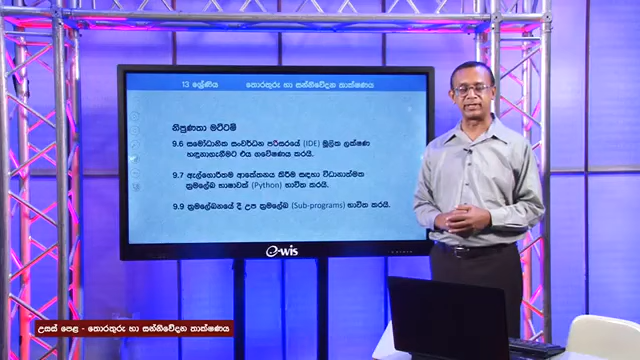 13 ශ්‍රේණිය තොරතුරු හා සන්නිවේදන තාක්ෂණය
නිපුණතා මට්ටම්
9.6 සමෝධානිත සංවර්ධන පරිසරයේ (IDE) මූලික ලක්ෂණ
හඳුනාගැනීමට එය ගවේෂණය කරයි.
9.7 ඇල්ගොරිතම ආකේතනය කිරීම සඳහා විධානාත්මක
ක්‍රමලේඛ භාෂාවක් (Python) භාවිත කරයි.
9.9 ක්‍රමලේඛනයේ දී උප ක්‍රමලේඛ (Sub-programs) භාවිත කරයි.
e-wis
උසස් පෙළ - තොරතුරු හා සන්නිවේදන තාක්ෂණය